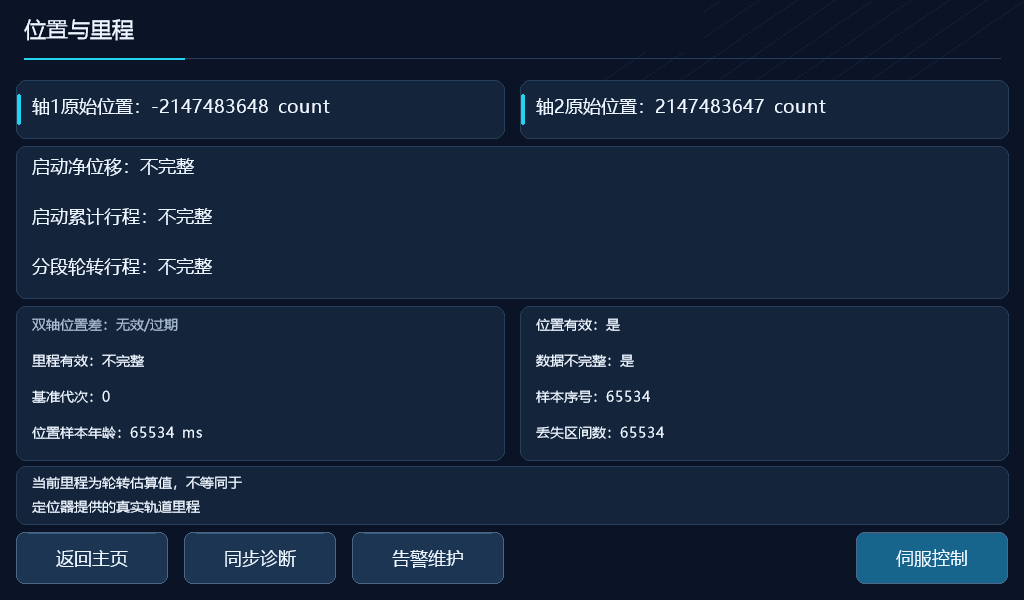 位置与里程
轴1原始位置：-2147483648 count
轴2原始位置：2147483647 count
启动净位移：不完整
启动累计行程：不完整
分段轮转行程：不完整
双轴位置差：无效/过期
里程有效：不完整
基准代次：0
位置样本年龄：65534 ms
位置有效：是
数据不完整：是
样本序号：65534
丢失区间数：65534
当前里程为轮转估算值，不等同于
定位器提供的真实轨道里程
返回主页
同步诊断
告警维护
伺服控制